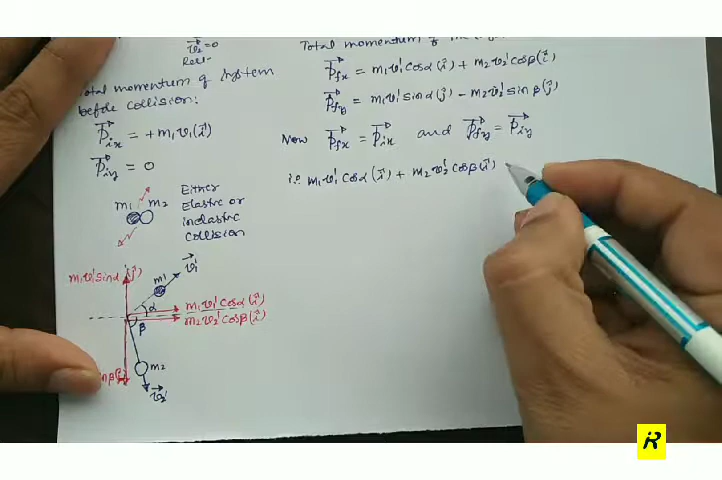 v₂ = 0
Total momentum of
Total momentum of system
before collision:
p⃗ix = + m₁v₁(i⃗)
p⃗iy = 0
m₁ m₂
Either
Elastic or
inelastic
collision
m₁v₁' sinα (j⃗)
v⃗₁'
m₁
α
m₁v₁' cosα (i⃗)
m₂v₂' cosβ (i⃗)
β
m₂
v⃗₂'
p⃗fx = m₁v₁' cosα (i⃗) + m₂v₂' cosβ (i⃗)
p⃗fy = m₁v₁' sinα (j⃗) - m₂v₂' sinβ (j⃗)
Now p⃗fx = p⃗ix and p⃗fy = p⃗iy
i.e. m₁v₁' cosα (i⃗) + m₂v₂' cosβ (i⃗)
R